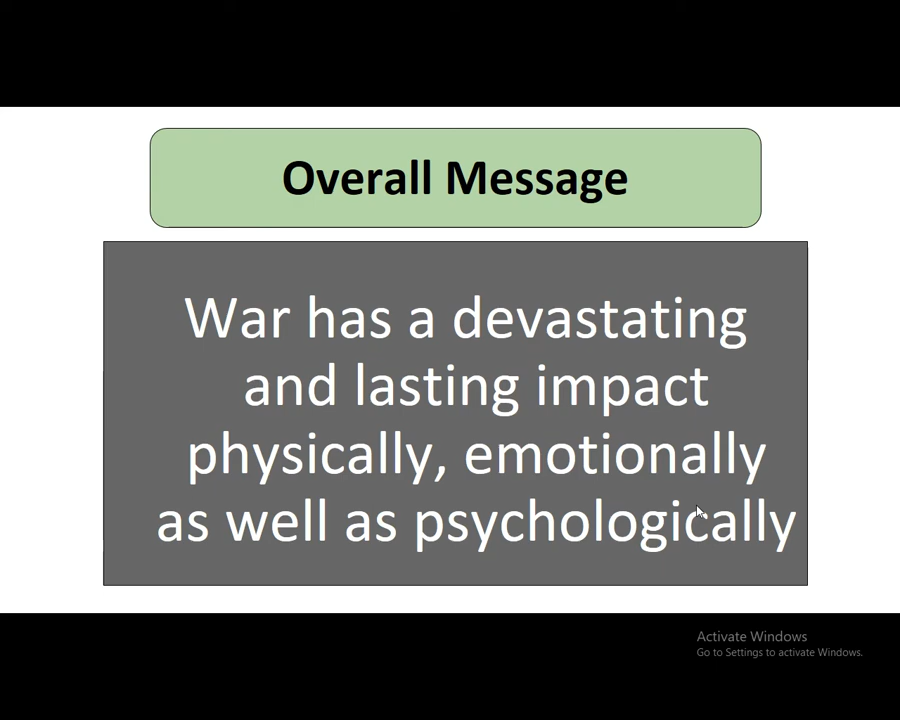 Overall Message
War has a devastating
and lasting impact
physically, emotionally
as well as psychologically
Activate Windows
Go to Settings to activate Windows.